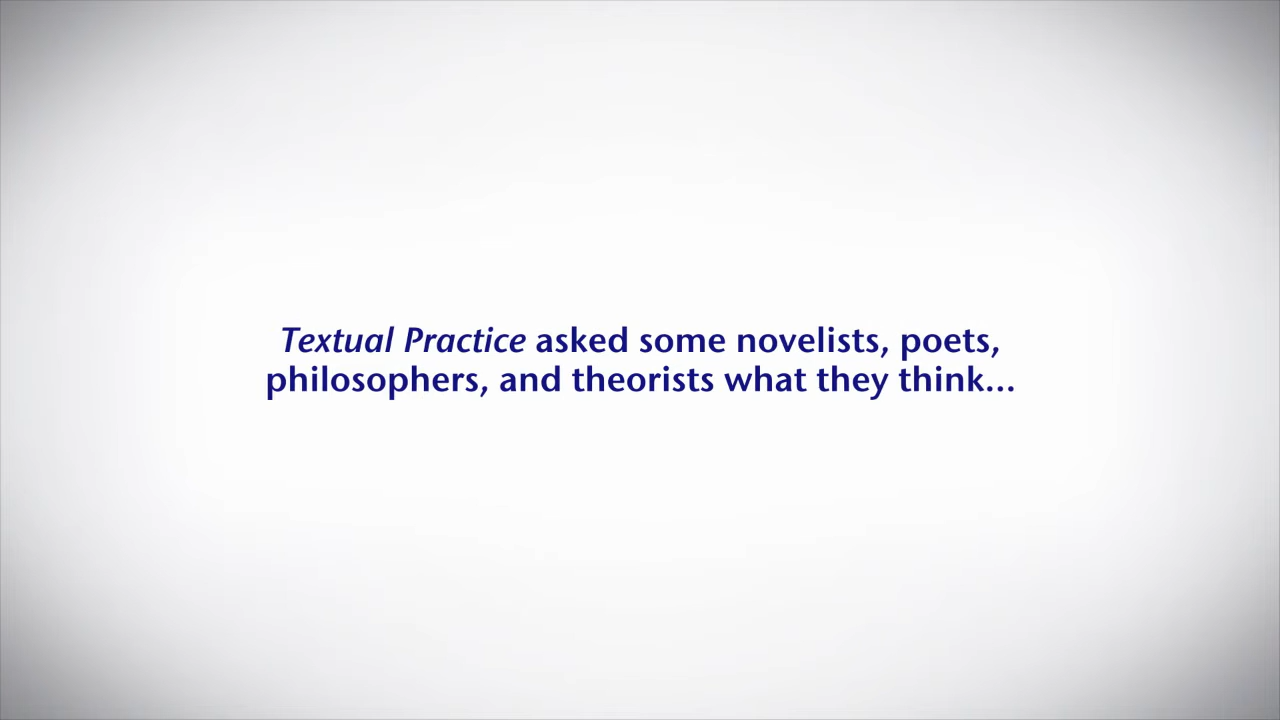 Textual Practice asked some novelists, poets,
philosophers, and theorists what they think...